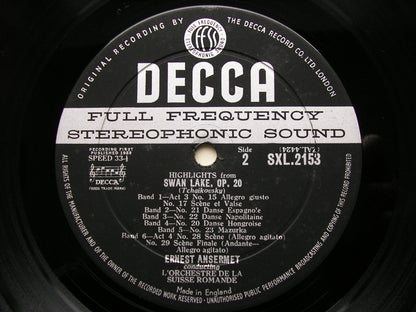 ORIGINAL RECORDING BY
THE DECCA RECORD CO. LTD. LONDON
FULL FREQUENCY
STEREOPHONIC SOUND
FFSS
DECCA
FULL FREQUENCY
STEREOPHONIC SOUND
RECORDING FIRST
PUBLISHED
SPEED 33⅓
Side
2
(ZAL.4424)
SXL.2153
DECCA
(REGD. TRADE MARK)
HIGHLIGHTS from
SWAN LAKE, OP. 20
(Tchaikovsky)
Band 1—Act 3 No. 15 Allegro giusto
No. 17 Scène et Valse
Band 2—No. 21 Danse Espagnole
Band 3—No. 22 Danse Napolitaine
Band 4—No. 20 Danse Hongroise
Band 5—No. 23 Mazurka
Band 6—Act 4 No. 28 Scène (Allegro agitato)
No. 29 Scène Finale (Andante—
Allegro agitato)
ERNEST ANSERMET
conducting
L'ORCHESTRE DE LA
SUISSE ROMANDE
ALL RIGHTS OF THE MANUFACTURER AND OF THE OWNER OF THE RECORDED WORK RESERVED - UNAUTHORISED PUBLIC PERFORMANCE BROADCASTING AND COPYING OF THIS RECORD PROHIBITED
Made in England